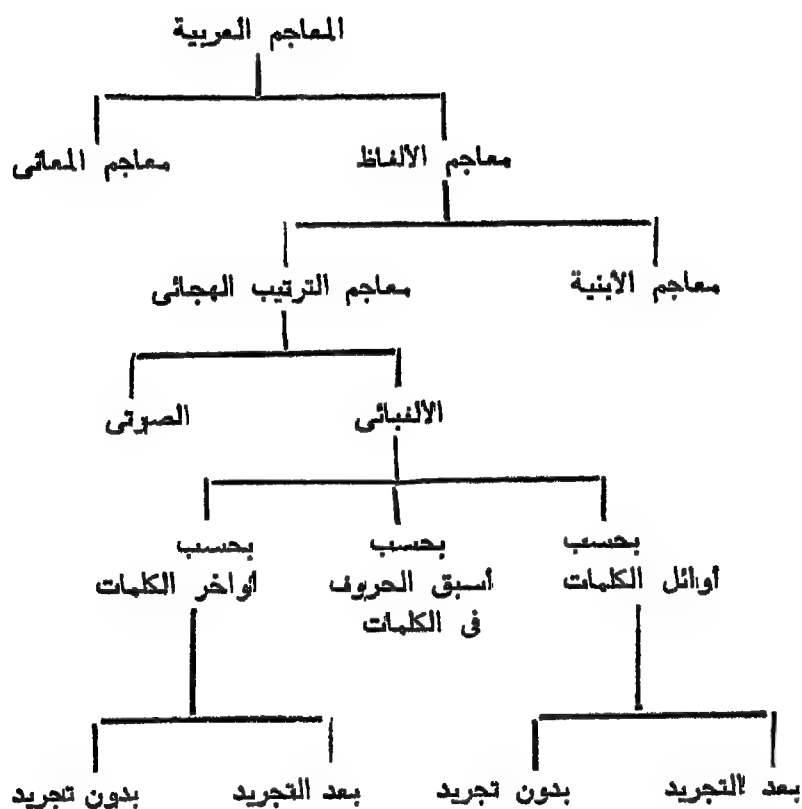 المعاجم العربية
معاجم الألفاظ
معاجم المعانى
معاجم الأبنية
معاجم الترتيب الهجائى
الألفبائى
الصوتى
بحسب
أوائل الكلمات
بحسب
أسبق الحروف
فى الكلمات
بحسب
أواخر الكلمات
بعد التجريد
بدون تجريد
بعد التجريد
بدون تجريد